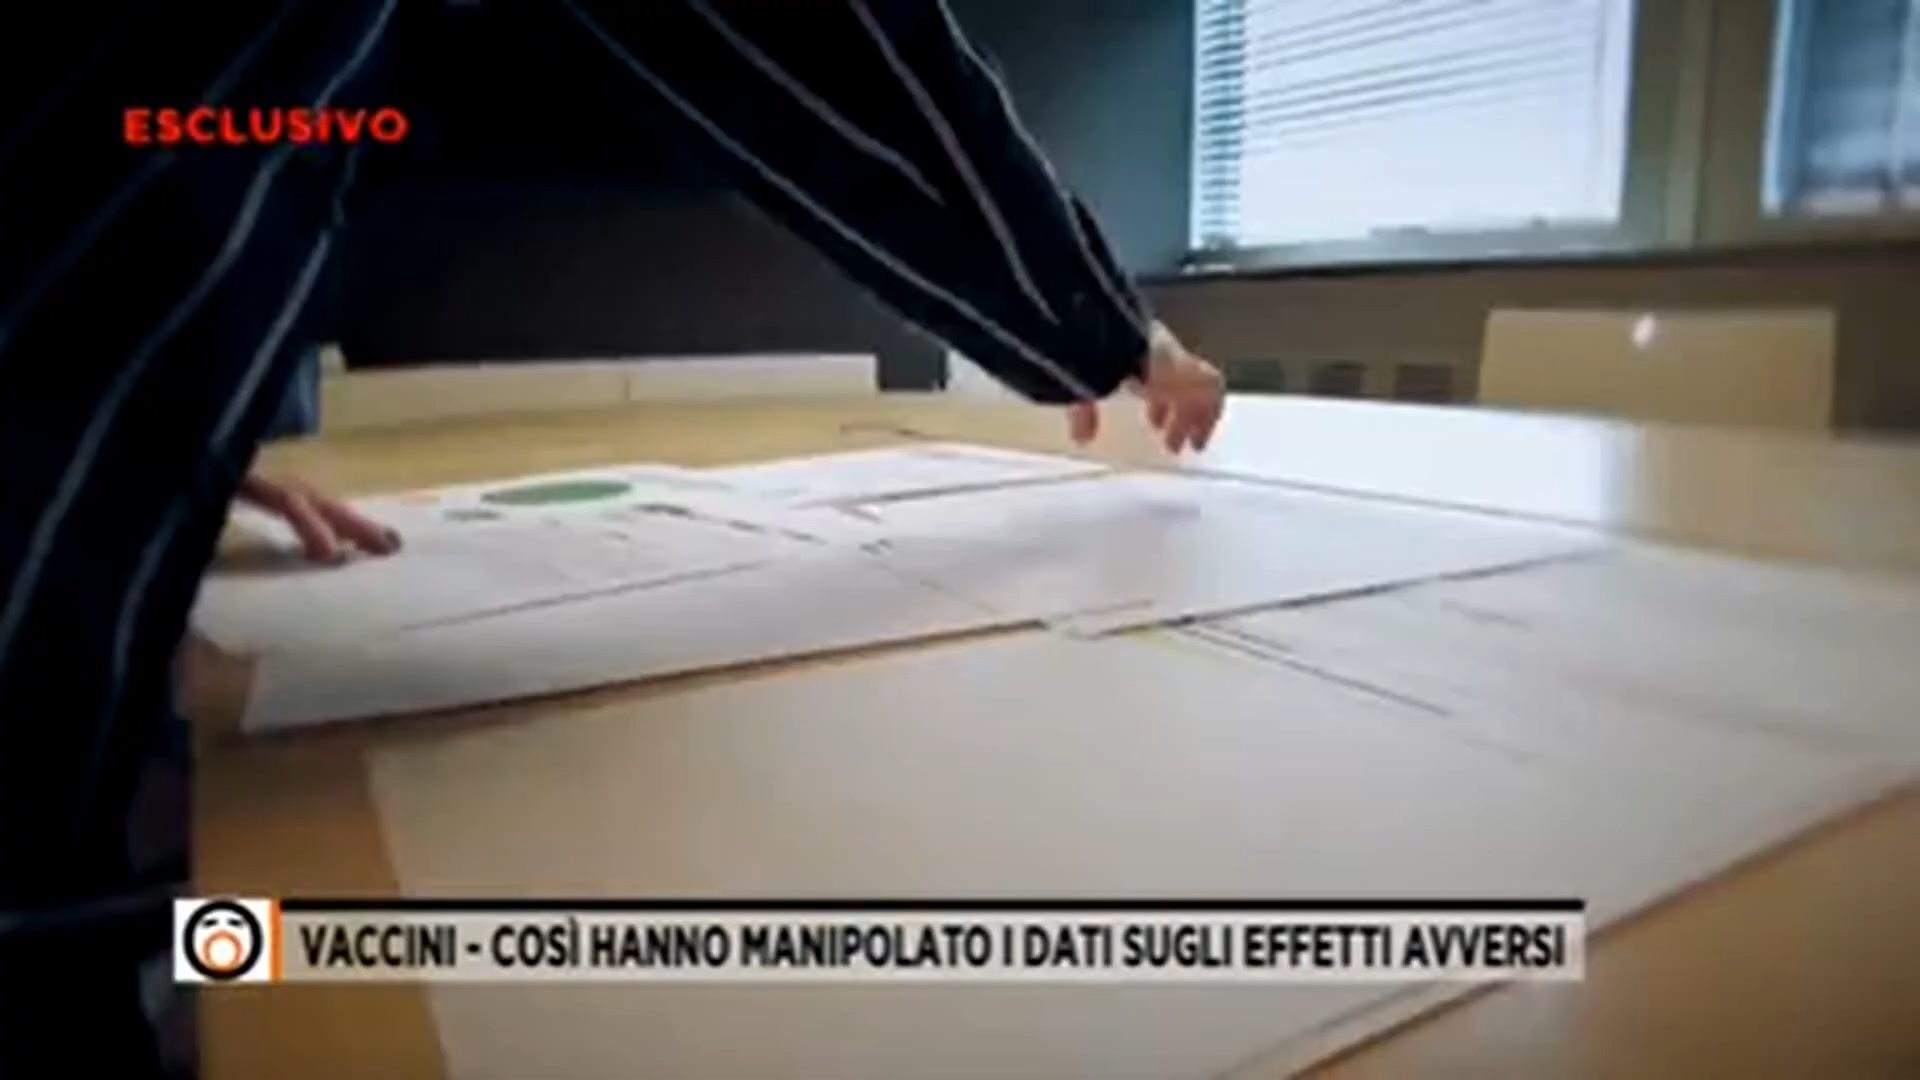 ESCLUSIVO
VACCINI - COSÌ HANNO MANIPOLATO I DATI SUGLI EFFETTI AVVERSI